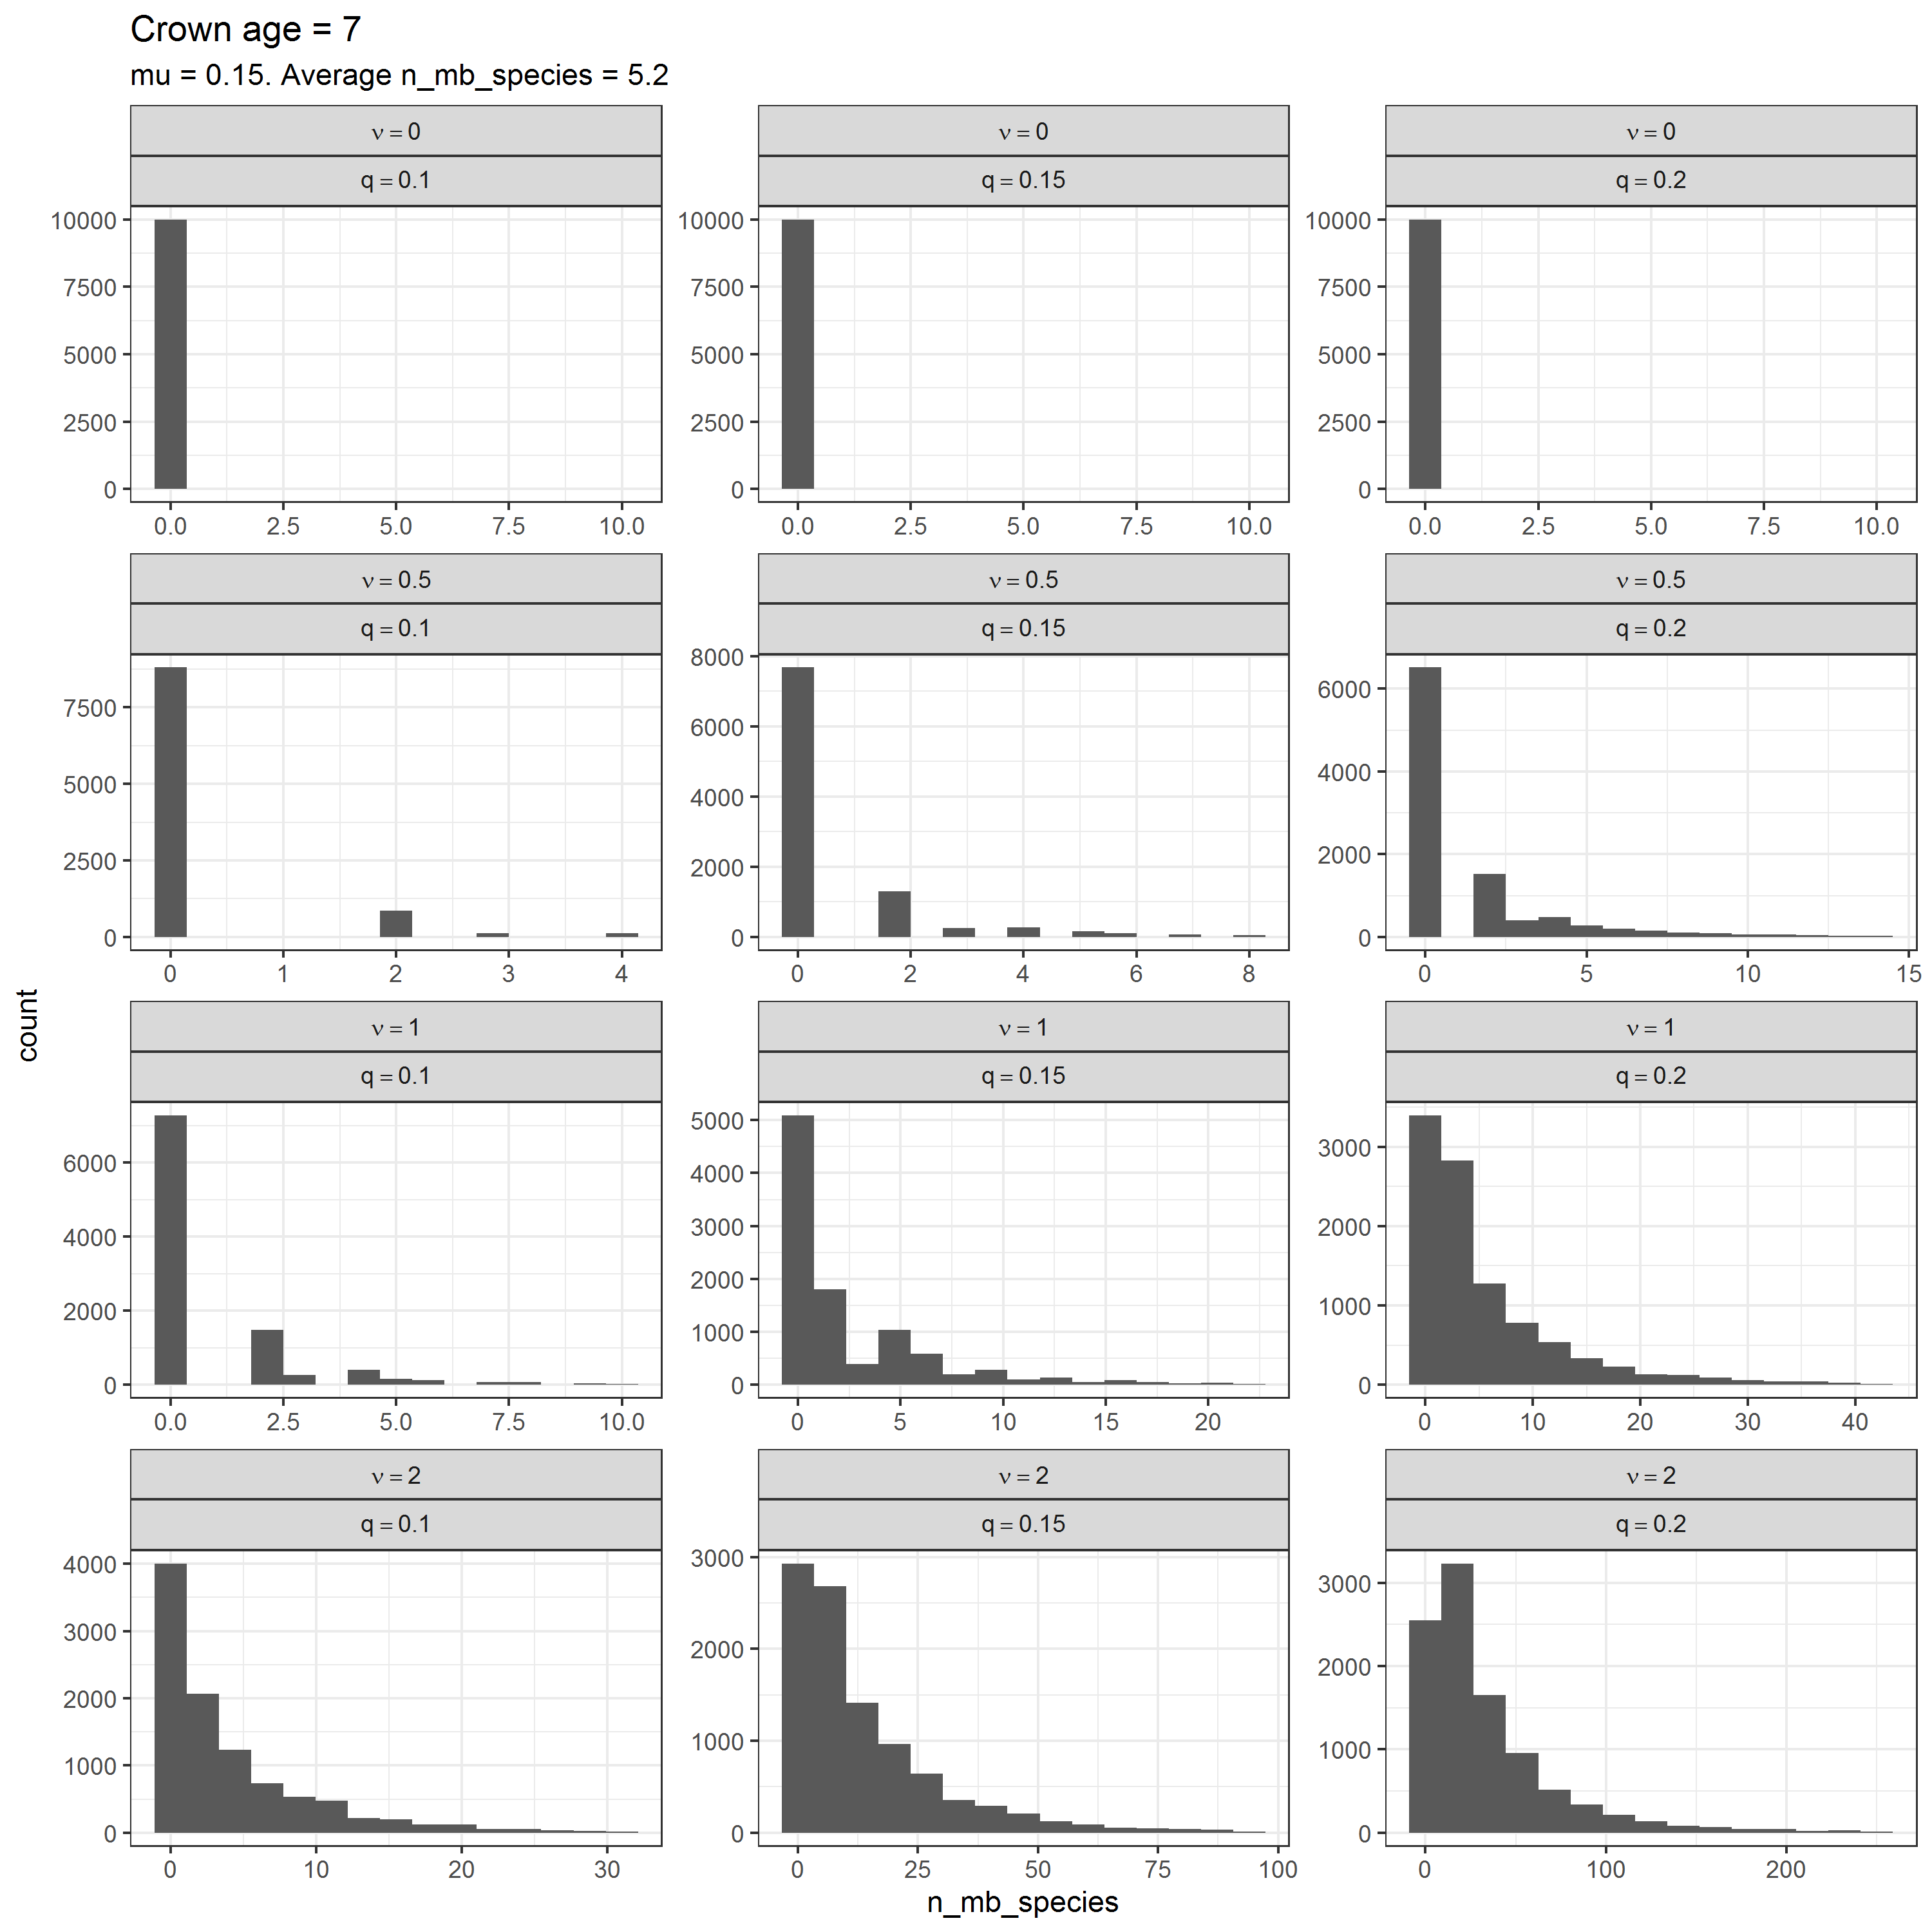 Crown age = 7
mu = 0.15. Average n_mb_species = 5.2
ν = 0
ν = 0
ν = 0
q = 0.1
q = 0.15
q = 0.2
10000
7500
5000
2500
0
10000
7500
5000
2500
0
10000
7500
5000
2500
0
0.0 2.5 5.0 7.5 10.0
0.0 2.5 5.0 7.5 10.0
0.0 2.5 5.0 7.5 10.0
ν = 0.5
ν = 0.5
ν = 0.5
q = 0.1
q = 0.15
q = 0.2
7500
5000
2500
0
8000
6000
4000
2000
0
6000
4000
2000
0
0 1 2 3 4
0 2 4 6 8
0 5 10 15
count
ν = 1
ν = 1
ν = 1
q = 0.1
q = 0.15
q = 0.2
6000
4000
2000
0
5000
4000
3000
2000
1000
0
3000
2000
1000
0
0.0 2.5 5.0 7.5 10.0
0 5 10 15 20
0 10 20 30 40
ν = 2
ν = 2
ν = 2
q = 0.1
q = 0.15
q = 0.2
4000
3000
2000
1000
0
3000
2000
1000
0
3000
2000
1000
0
0 10 20 30
0 25 50 75 100
0 100 200
n_mb_species